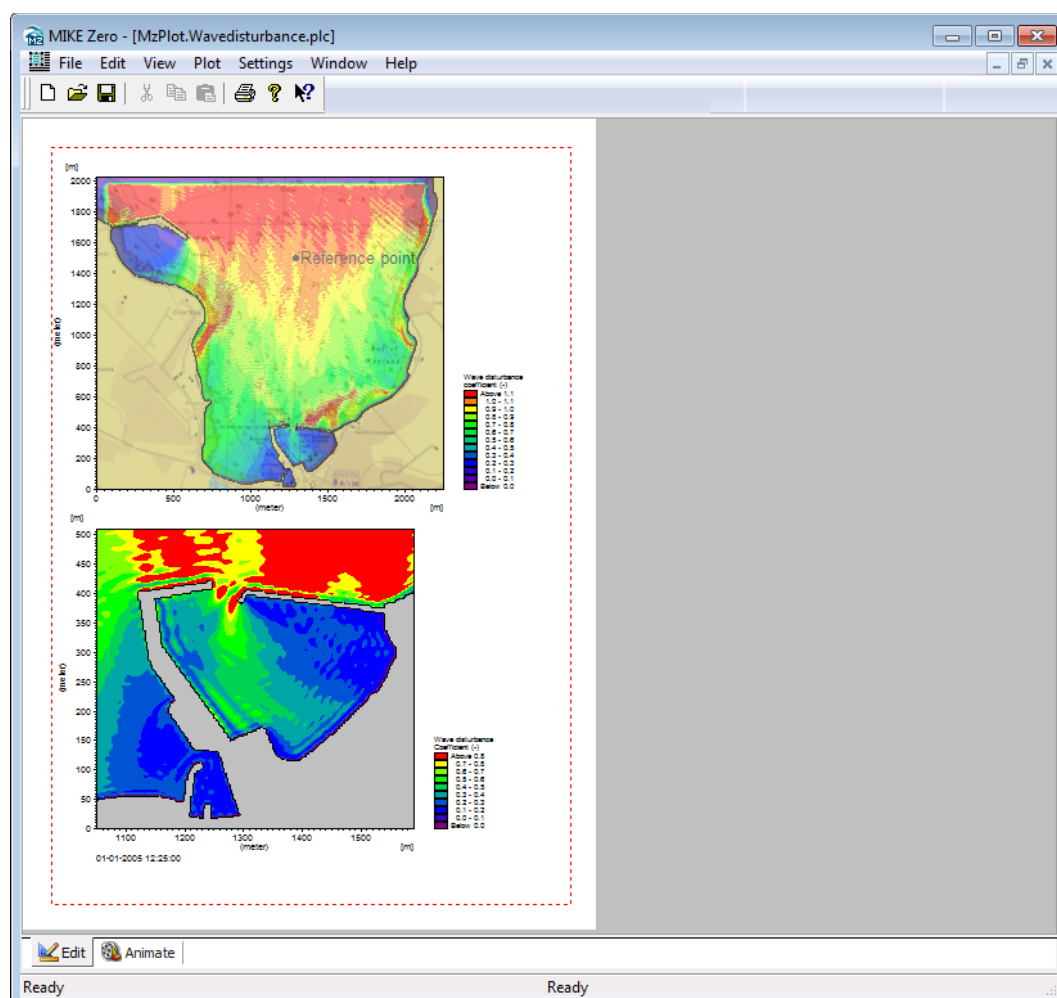 MIKE Zero - [MzPlot.Wavedisturbance.plc]
File Edit View Plot Settings Window Help
[m]
2000
1800
1600
1400
1200
1000
800
600
400
200
0
(meter)
Reference point
0 500 1000 1500 2000
(meter) [m]
Wave disturbance
coefficient (-)
Above 1.1
1.0 - 1.1
0.9 - 1.0
0.8 - 0.9
0.7 - 0.8
0.6 - 0.7
0.5 - 0.6
0.4 - 0.5
0.3 - 0.4
0.2 - 0.3
0.1 - 0.2
0.0 - 0.1
Below 0.0
[m]
500
450
400
350
300
250
200
150
100
50
0
(meter)
1100 1200 1300 1400 1500
(meter) [m]
Wave disturbance
Coefficient (-)
Above 0.8
0.7 - 0.8
0.6 - 0.7
0.5 - 0.6
0.4 - 0.5
0.3 - 0.4
0.2 - 0.3
0.1 - 0.2
0.0 - 0.1
Below 0.0
01-01-2005 12:25:00
Edit Animate
Ready Ready